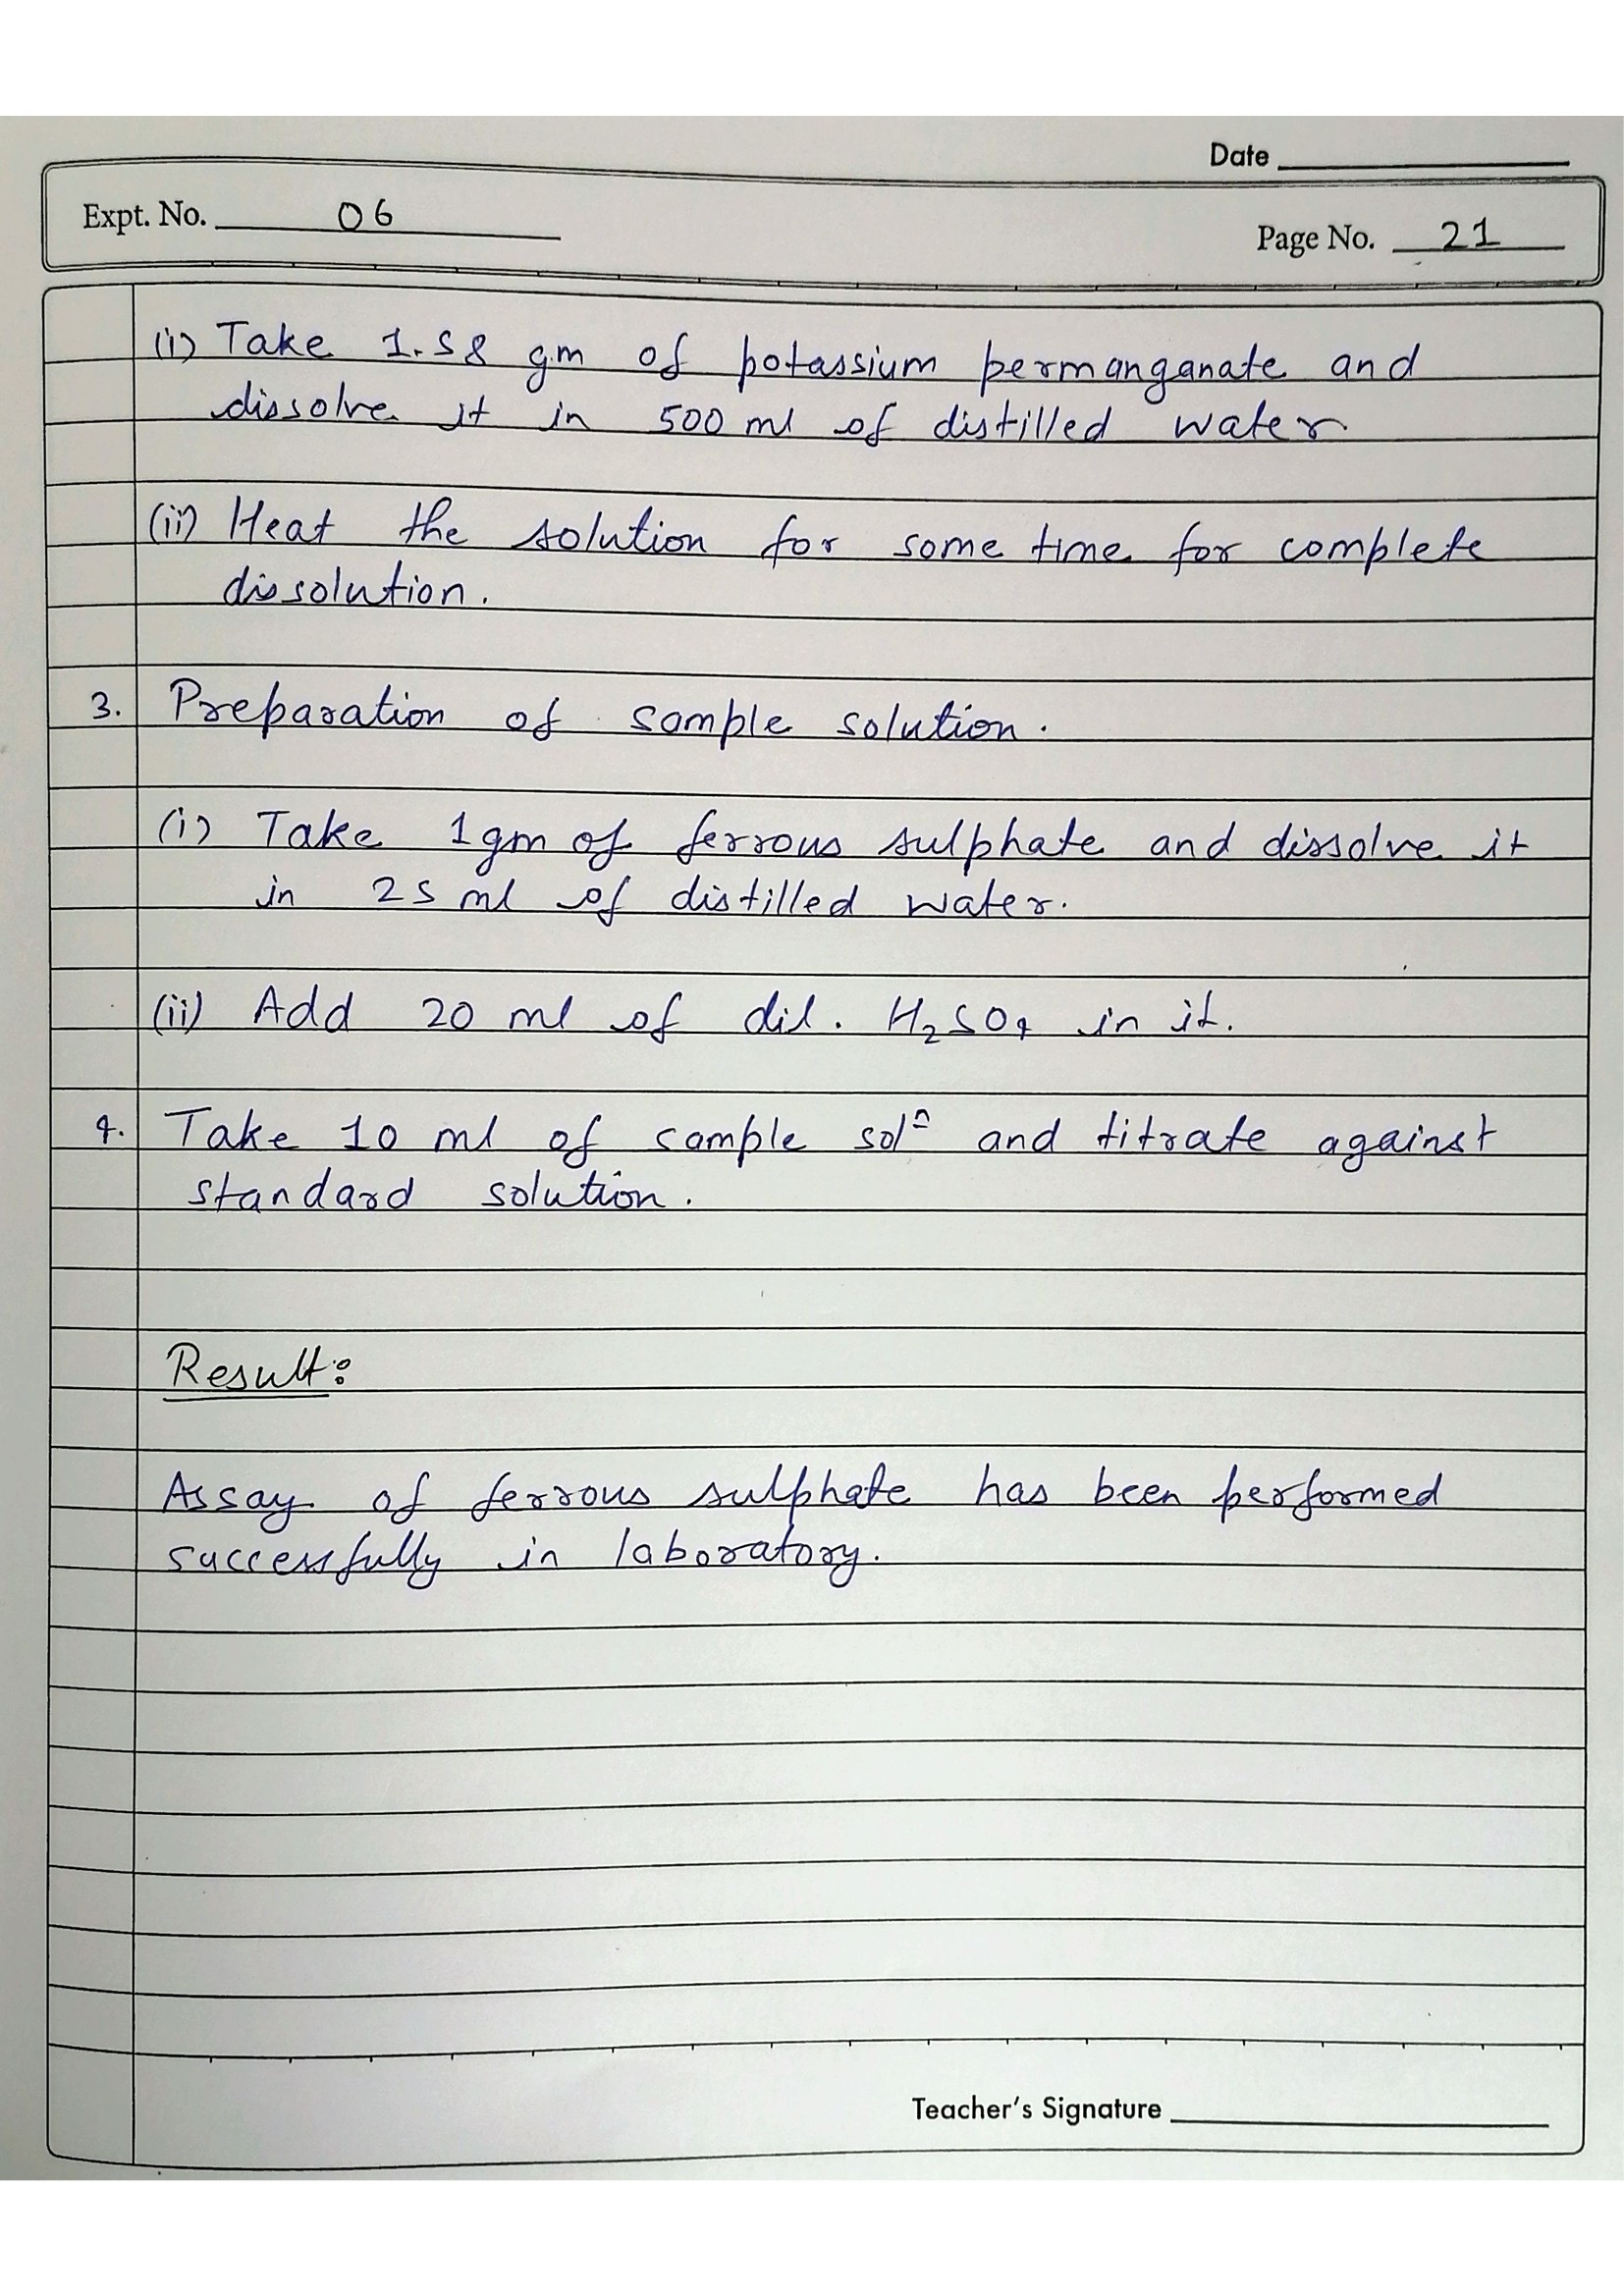 Date
Expt. No. 06
Page No. 21
(i) Take 1.58 gm of potassium permanganate and
dissolve it in 500 ml of distilled water
(ii) Heat the solution for some time for complete
dissolution.
3. Preparation of sample solution.
(i) Take 1gm of ferrous sulphate and dissolve it
in 25 ml of distilled water.
(ii) Add 20 ml of dil. H₂SO₄ in it.
4. Take 10 ml of sample solⁿ and titrate against
standard solution.
Result:
Assay of ferrous sulphate has been performed
successfully in laboratory.
Teacher's Signature